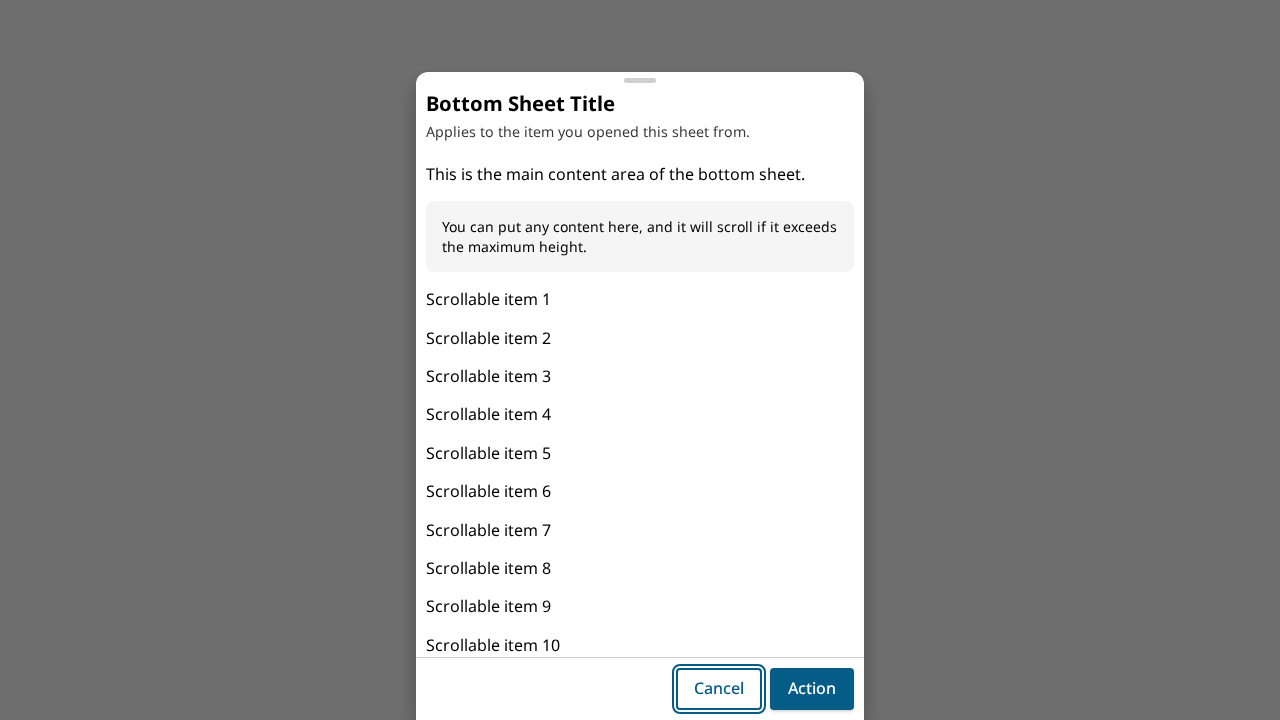 Bottom Sheet Title
Applies to the item you opened this sheet from.
This is the main content area of the bottom sheet.
You can put any content here, and it will scroll if it exceeds
the maximum height.
Scrollable item 1
Scrollable item 2
Scrollable item 3
Scrollable item 4
Scrollable item 5
Scrollable item 6
Scrollable item 7
Scrollable item 8
Scrollable item 9
Scrollable item 10
Cancel Action